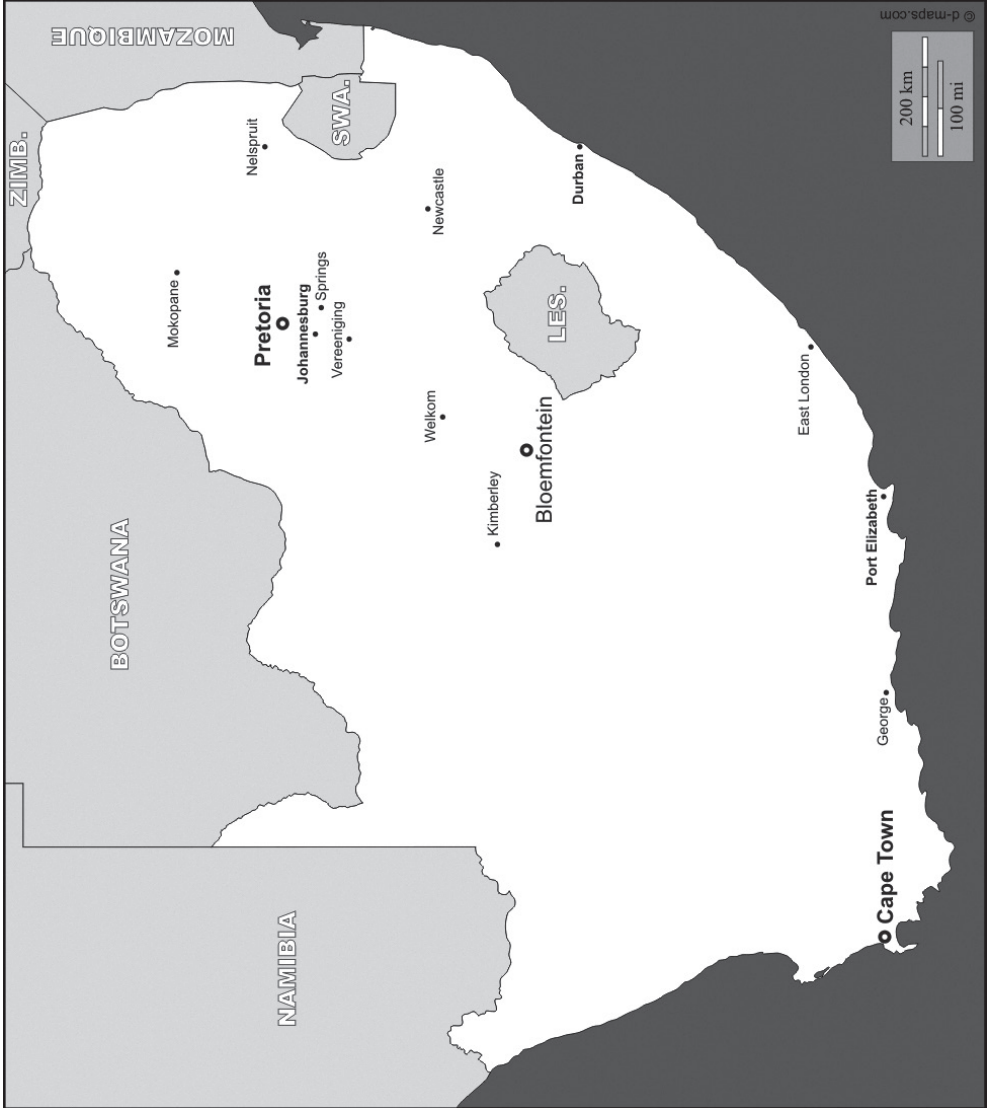 © d-maps.com
MOZAMBIQUE
ZIMB.
SWA.
200 km
100 mi
Nelspruit
Newcastle
Durban
Mokopane
Pretoria
Johannesburg
Springs
Vereeniging
LES.
Welkom
Bloemfontein
Kimberley
East London
BOTSWANA
Port Elizabeth
George
Cape Town
NAMIBIA